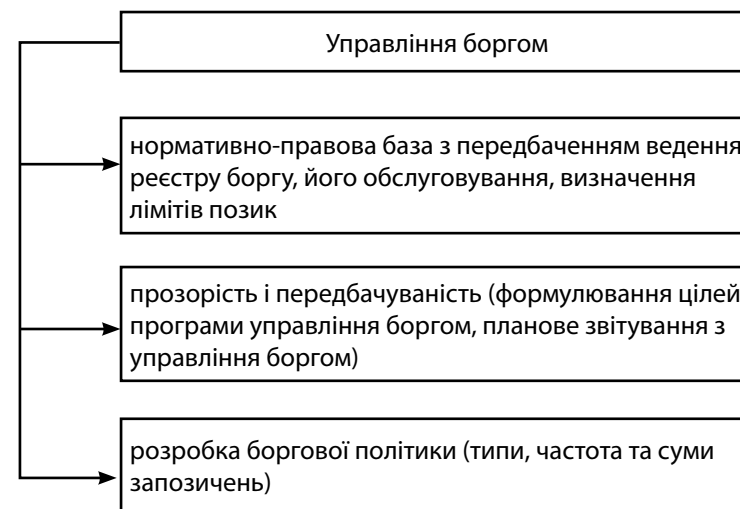 Управління боргом
нормативно-правова база з передбаченням ведення
реєстру боргу, його обслуговування, визначення
лімітів позик
прозорість і передбачуваність (формулювання цілей
програми управління боргом, планове звітування з
управління боргом)
розробка боргової політики (типи, частота та суми
запозичень)